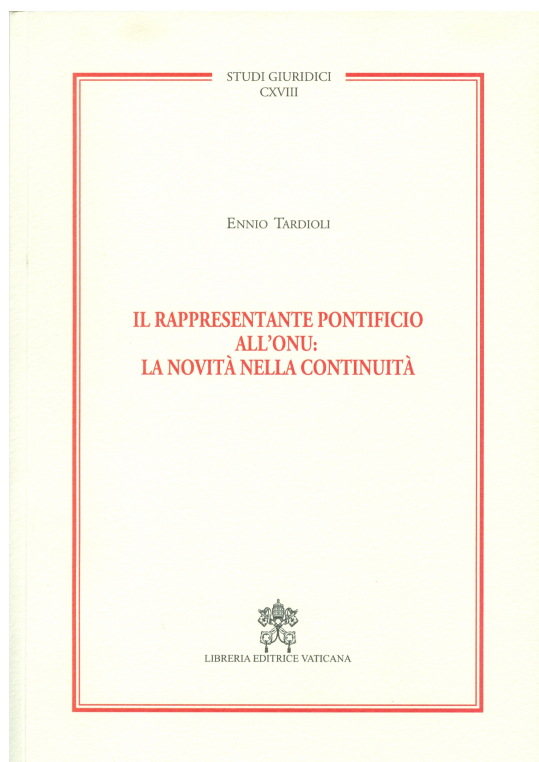 STUDI GIURIDICI
CXVIII
ENNIO TARDIOLI
IL RAPPRESENTANTE PONTIFICIO
ALL'ONU:
LA NOVITÀ NELLA CONTINUITÀ
LIBRERIA EDITRICE VATICANA